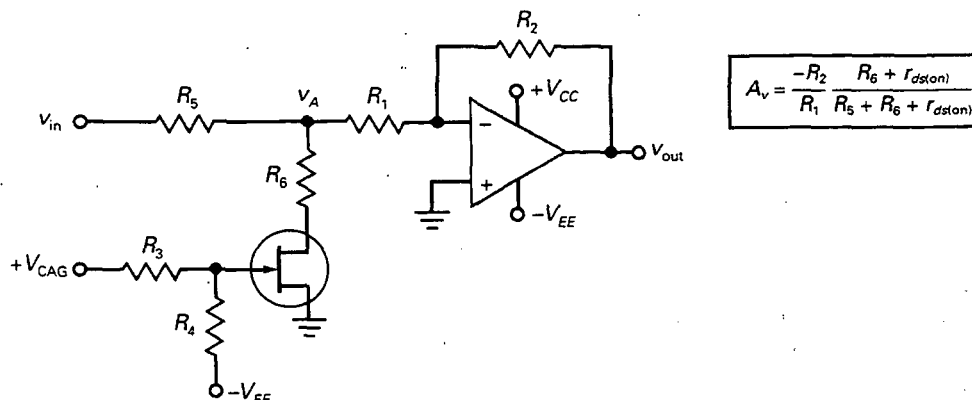 R2
+VCC
R5
vA
R1
vin
−
vout
R6
+
−VEE
+VCAG
R3
R4
−VEE
Av = −R2 / R1 R6 + rds(on) / R5 + R6 + rds(on)